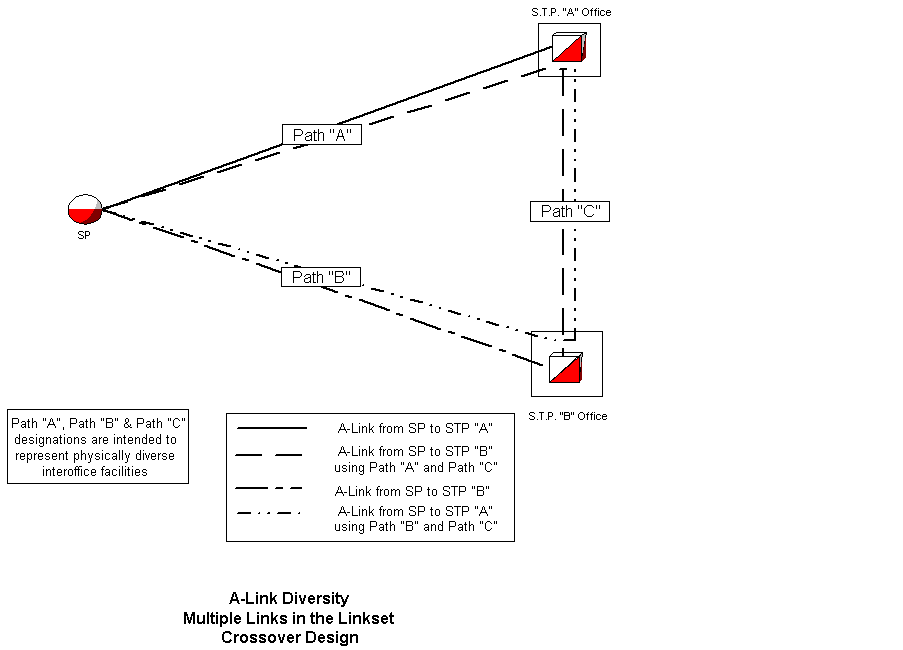 S.T.P. "A" Office
Path "A"
Path "C"
SP
Path "B"
S.T.P. "B" Office
Path "A", Path "B" & Path "C"
designations are intended to
represent physically diverse
interoffice facilities
A-Link from SP to STP "A"
A-Link from SP to STP "B"
using Path "A" and Path "C"
A-Link from SP to STP "B"
A-Link from SP to STP "A"
using Path "B" and Path "C"
A-Link Diversity
Multiple Links in the Linkset
Crossover Design